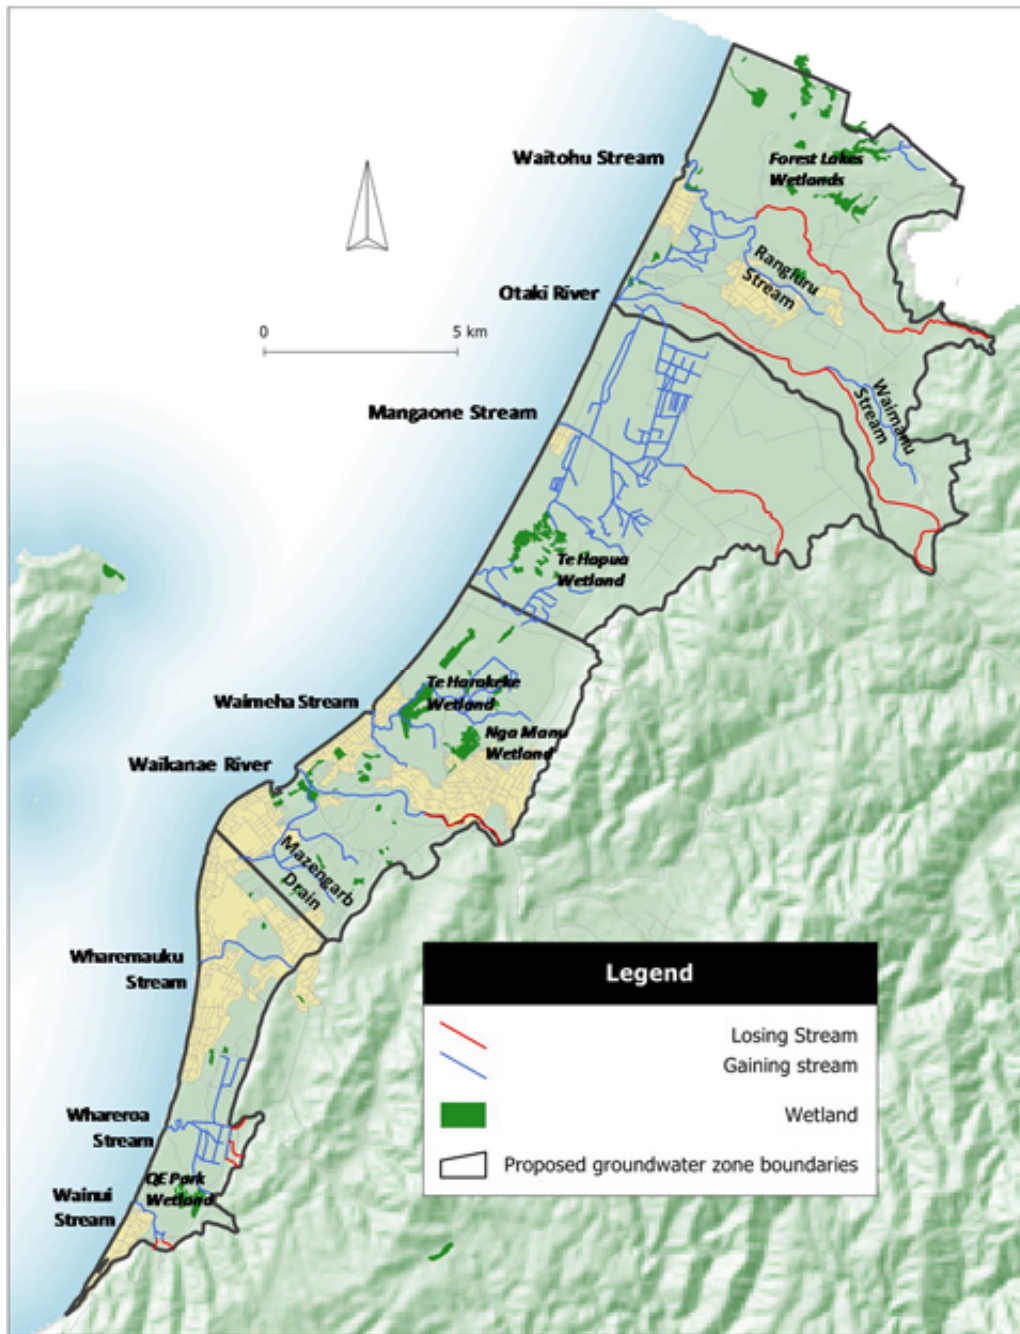 Waitohu Stream
Forest Lakes
Wetlands
Rangiuru
Stream
Otaki River
0 5 km
Waimanu
Stream
Mangaone Stream
Te Hapua
Wetland
Te Harakeke
Wetland
Waimeha Stream
Nga Manu
Wetland
Waikanae River
Mazengarb
Drain
Wharemauku
Stream
Legend
Losing Stream
Gaining stream
Wetland
Proposed groundwater zone boundaries
Whareroa
Stream
QE Park
Wetland
Wainui
Stream